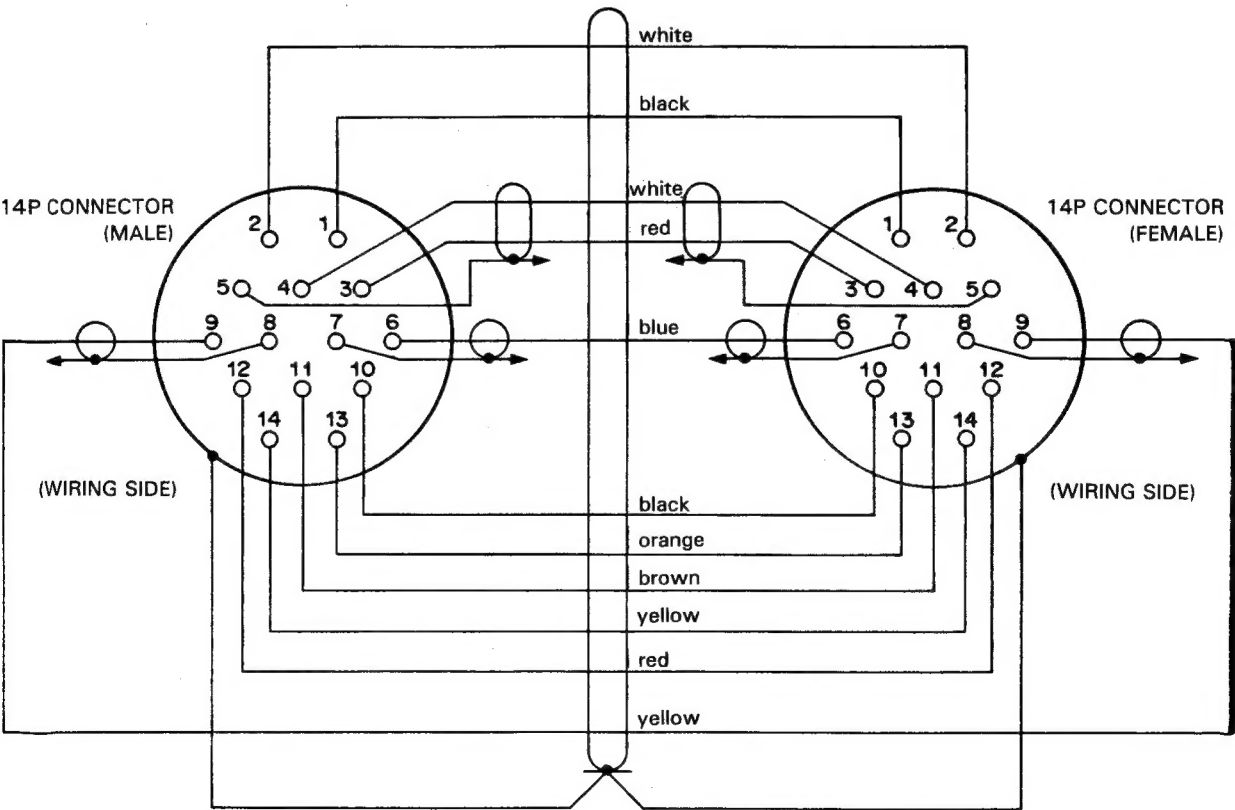 white
black
white
red
14P CONNECTOR
(MALE)
2 1
5 4 3
9 8 7 6
12 11 10
14 13
(WIRING SIDE)
14P CONNECTOR
(FEMALE)
1 2
3 4 5
6 7 8 9
10 11 12
13 14
(WIRING SIDE)
blue
black
orange
brown
yellow
red
yellow